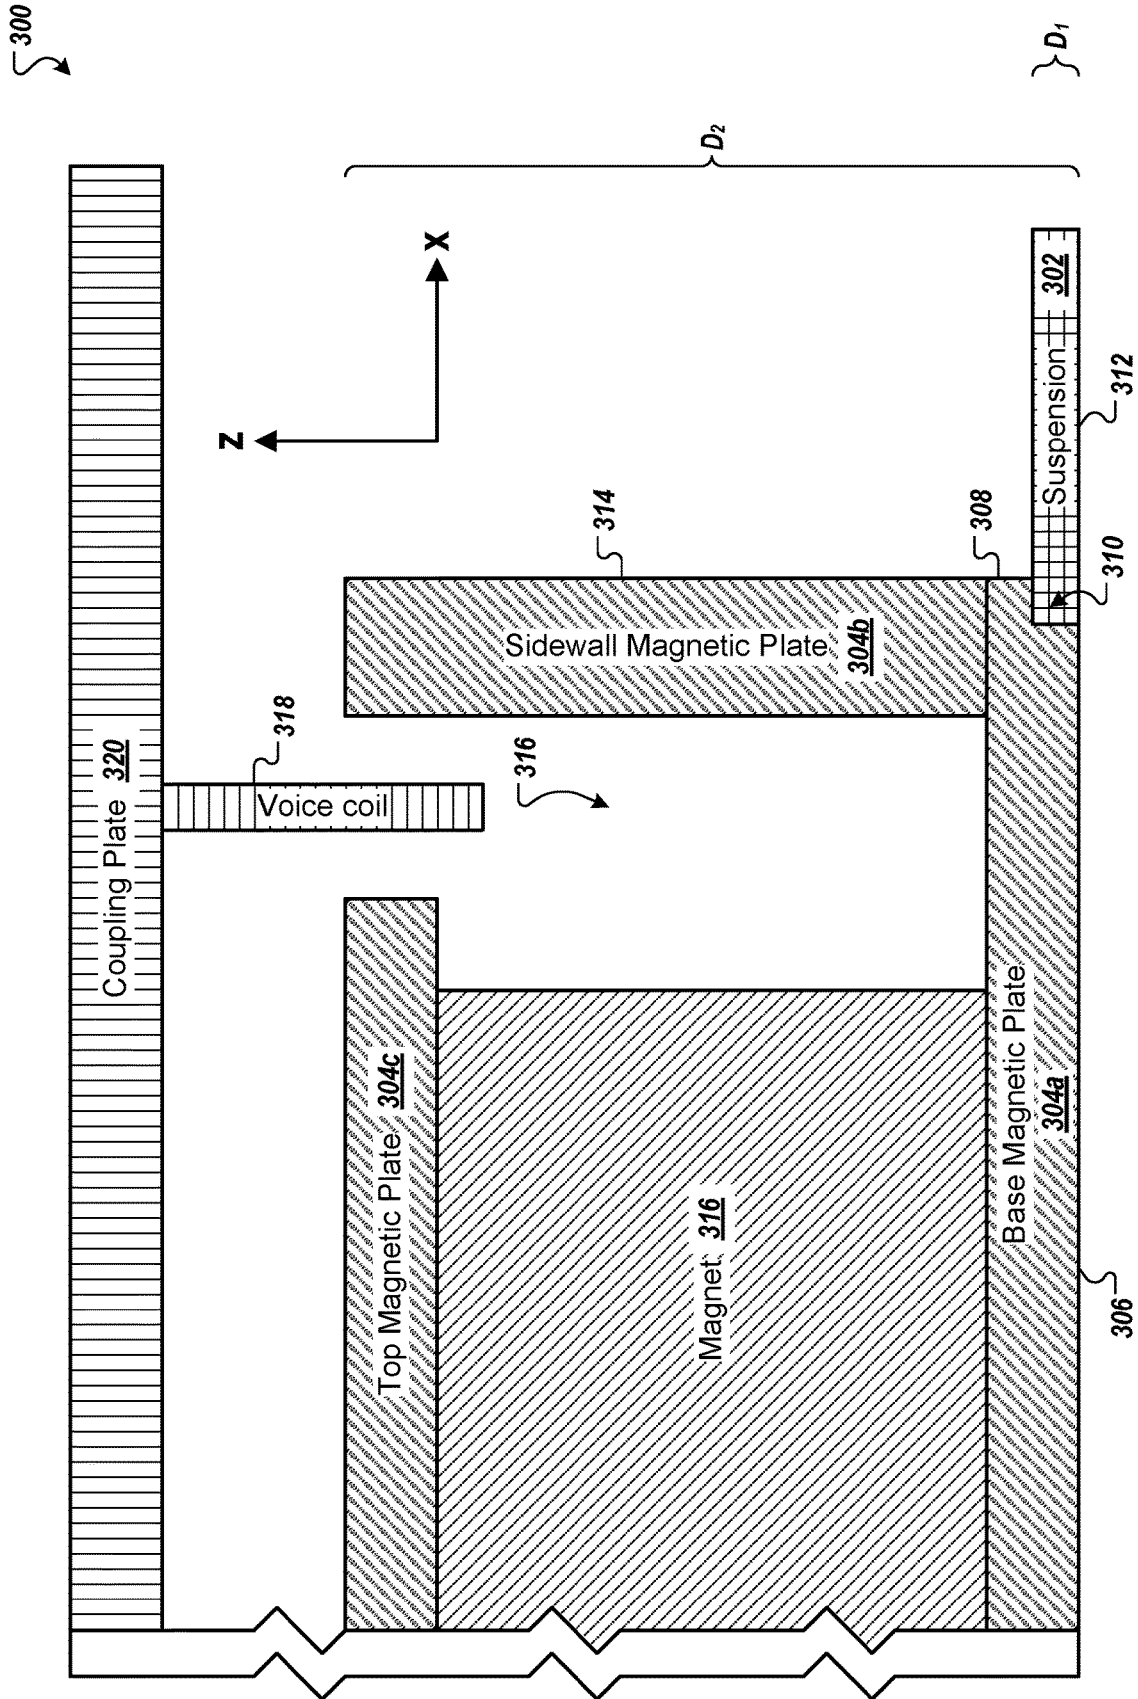 300
Coupling Plate 320
Z
X
318
Voice coil
D2
Top Magnetic Plate 304c
316
Sidewall Magnetic Plate 304b
314
Magnet 316
308
Base Magnetic Plate
304a
Suspension 302
D1
306
310
312